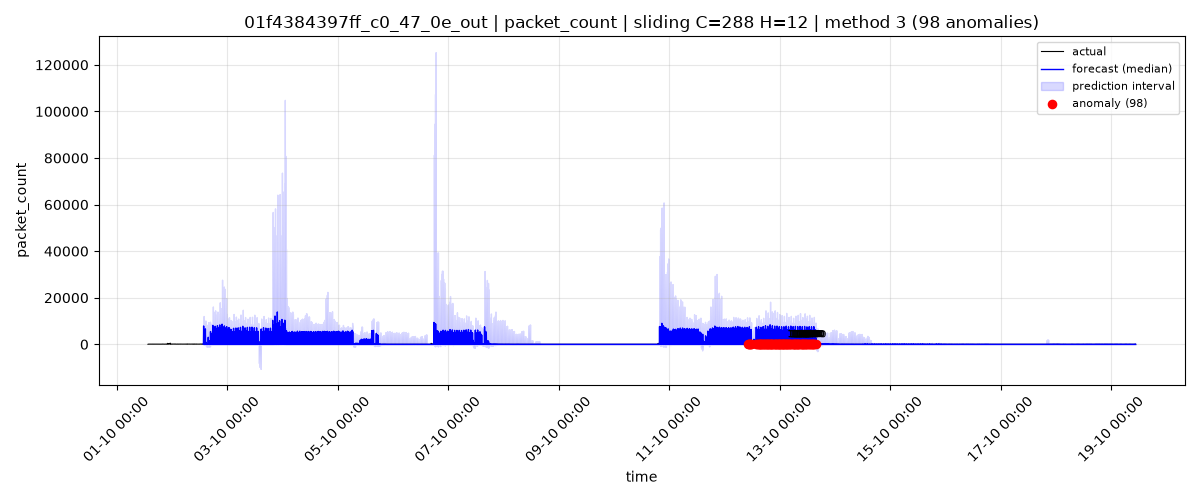 01f4384397ff_c0_47_0e_out | packet_count | sliding C=288 H=12 | method 3 (98 anomalies)
actual
forecast (median)
prediction interval
anomaly (98)
packet_count
120000
100000
80000
60000
40000
20000
0
01-10 00:00
03-10 00:00
05-10 00:00
07-10 00:00
09-10 00:00
11-10 00:00
13-10 00:00
15-10 00:00
17-10 00:00
19-10 00:00
time